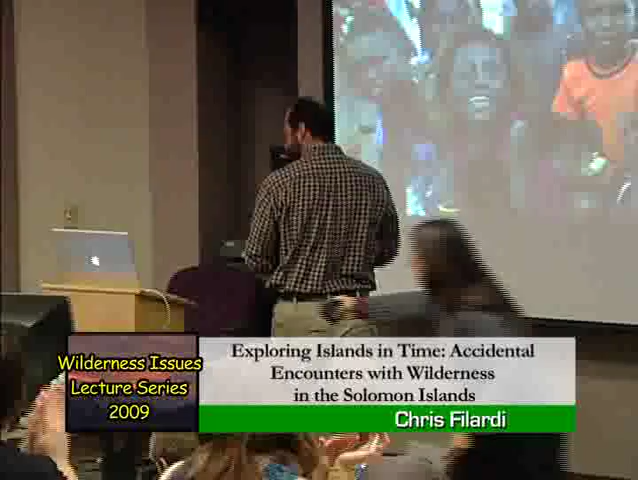 Wilderness Issues
Lecture Series
2009
Exploring Islands in Time: Accidental
Encounters with Wilderness
in the Solomon Islands
Chris Filardi